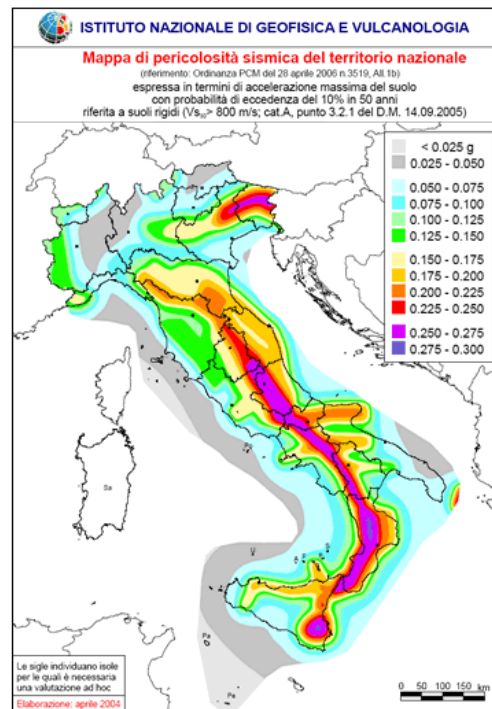 ISTITUTO NAZIONALE DI GEOFISICA E VULCANOLOGIA
Mappa di pericolosità sismica del territorio nazionale
(riferimento: Ordinanza PCM del 28 aprile 2006 n.3519, All.1b)
espressa in termini di accelerazione massima del suolo
con probabilità di eccedenza del 10% in 50 anni
riferita a suoli rigidi (Vs30> 800 m/s; cat.A, punto 3.2.1 del D.M. 14.09.2005)
< 0.025 g
0.025 - 0.050
0.050 - 0.075
0.075 - 0.100
0.100 - 0.125
0.125 - 0.150
0.150 - 0.175
0.175 - 0.200
0.200 - 0.225
0.225 - 0.250
0.250 - 0.275
0.275 - 0.300
Sa
U
Pa
Pe
Le sigle individuano isole
per le quali è necessaria
una valutazione ad hoc
Elaborazione: aprile 2004
0 50 100 150 km